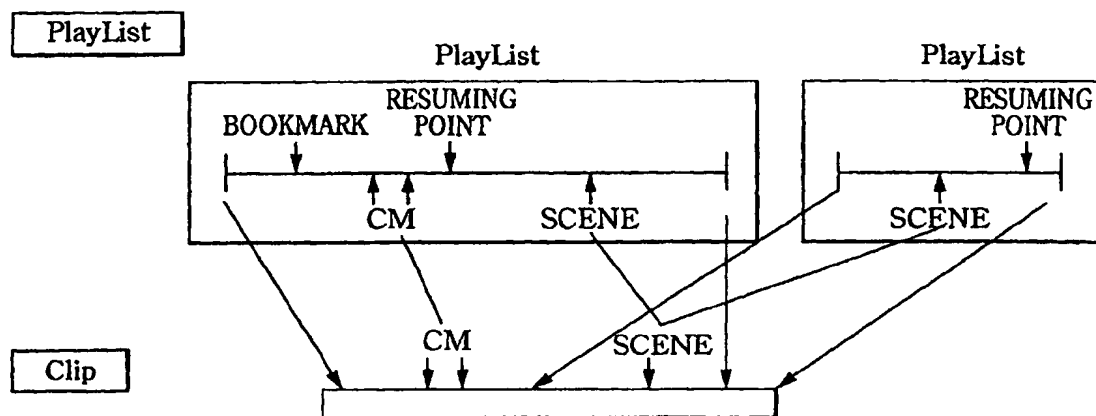 PlayList
PlayList
PlayList
RESUMING
POINT
BOOKMARK
CM
SCENE
RESUMING
POINT
SCENE
CM
SCENE
Clip